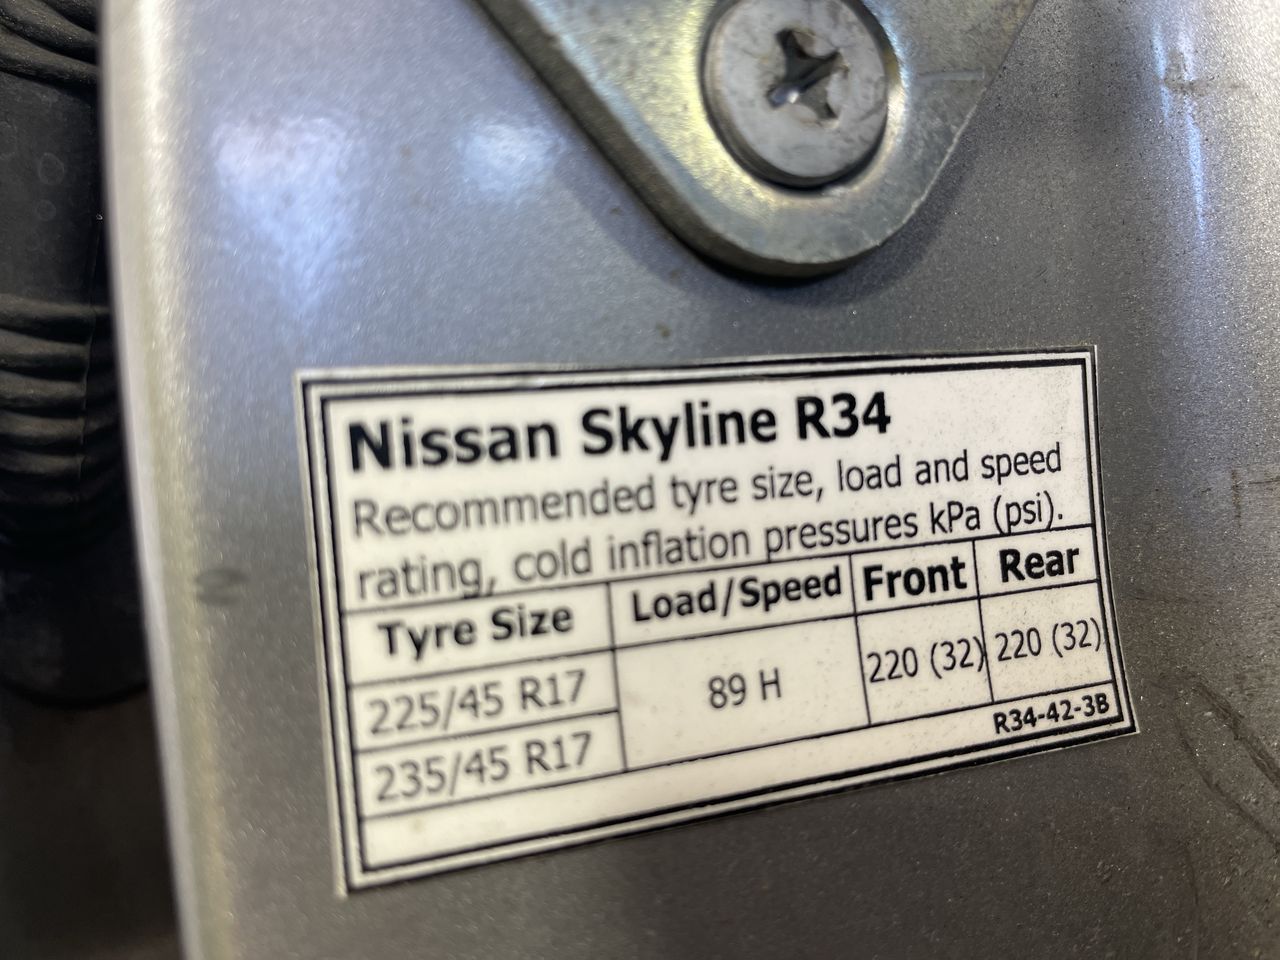 Nissan Skyline R34
Recommended tyre size, load and speed
rating, cold inflation pressures kPa (psi).
Tyre Size Load/Speed Front Rear
225/45 R17 89 H 220 (32) 220 (32)
235/45 R17
R34-42-3B